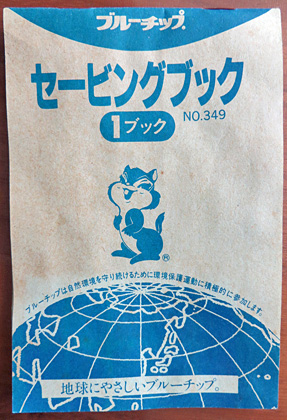 ブルーチップ®
セービングブック
1ブック
NO.349
®
ブルーチップは自然環境を守り続けるために環境保護運動に積極的に参加します。
地球にやさしいブルーチップ。